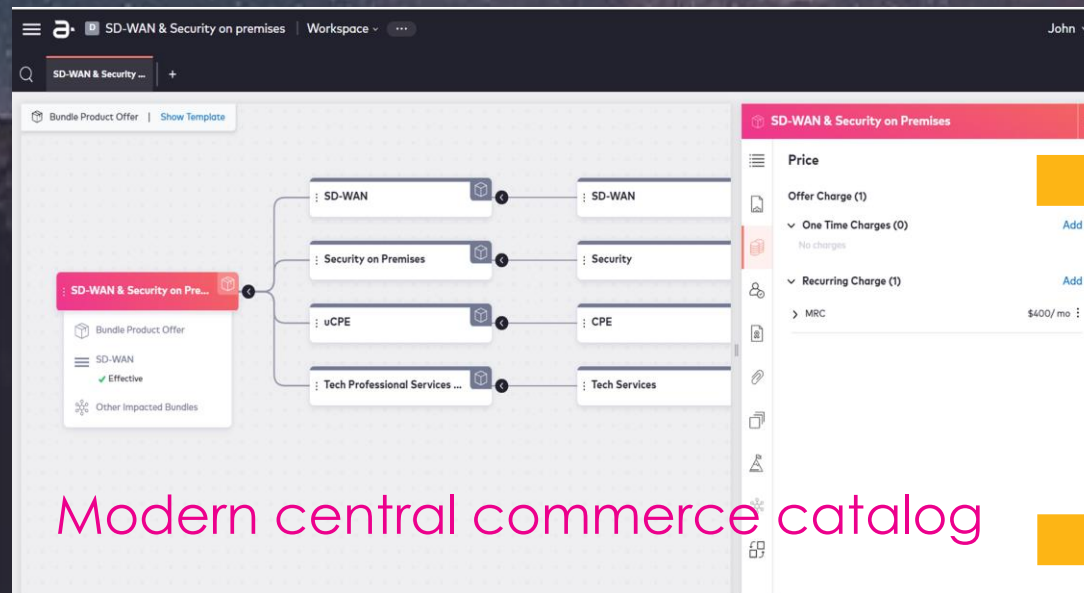 D SD-WAN & Security on premises Workspace ... John
SD-WAN & Security ... +
Bundle Product Offer | Show Template
SD-WAN & Security on Pre...
Bundle Product Offer
SD-WAN
Effective
Other Impacted Bundles
SD-WAN
Security on Premises
uCPE
Tech Professional Services ...
SD-WAN
Security
CPE
Tech Services
SD-WAN & Security on Premises
Price
Offer Charge (1)
One Time Charges (0) Add
No charges
Recurring Charge (1) Add
MRC $400/ mo
Modern central commerce catalog